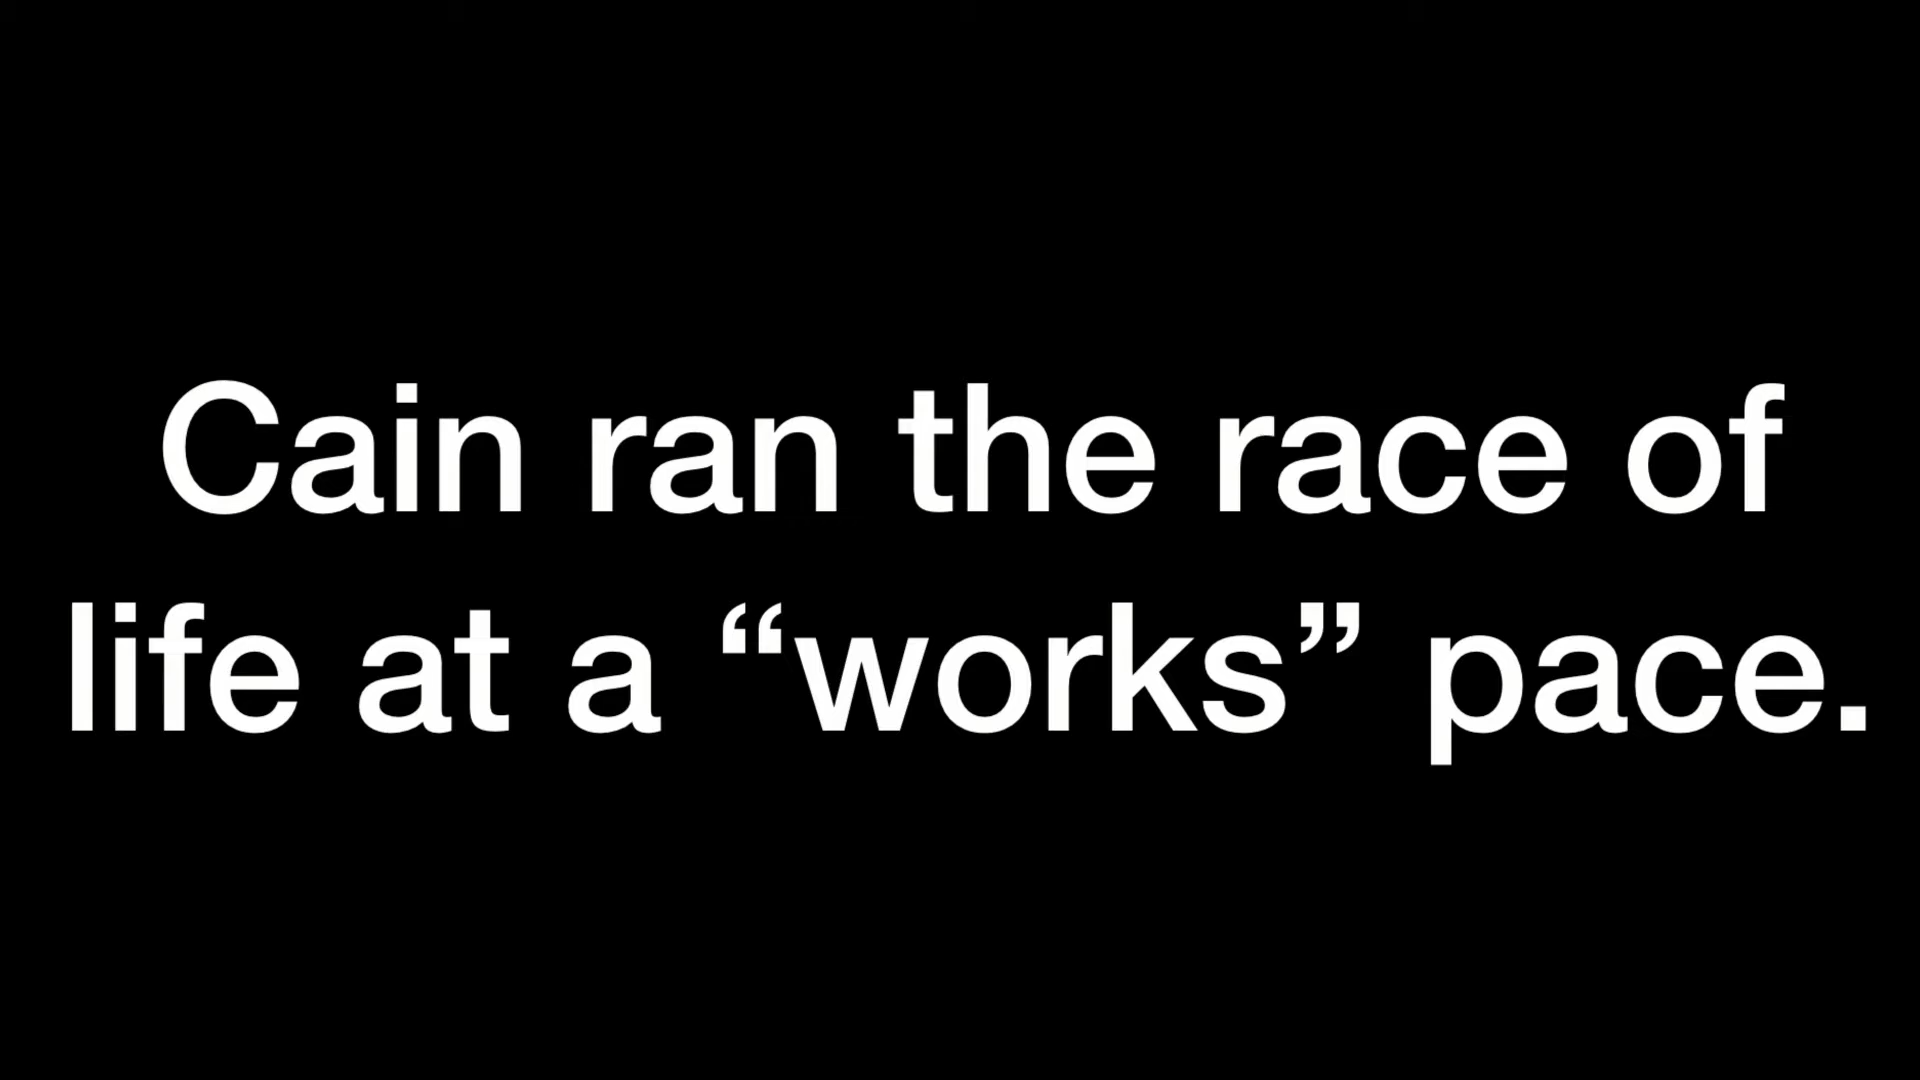 Cain ran the race of
life at a “works” pace.